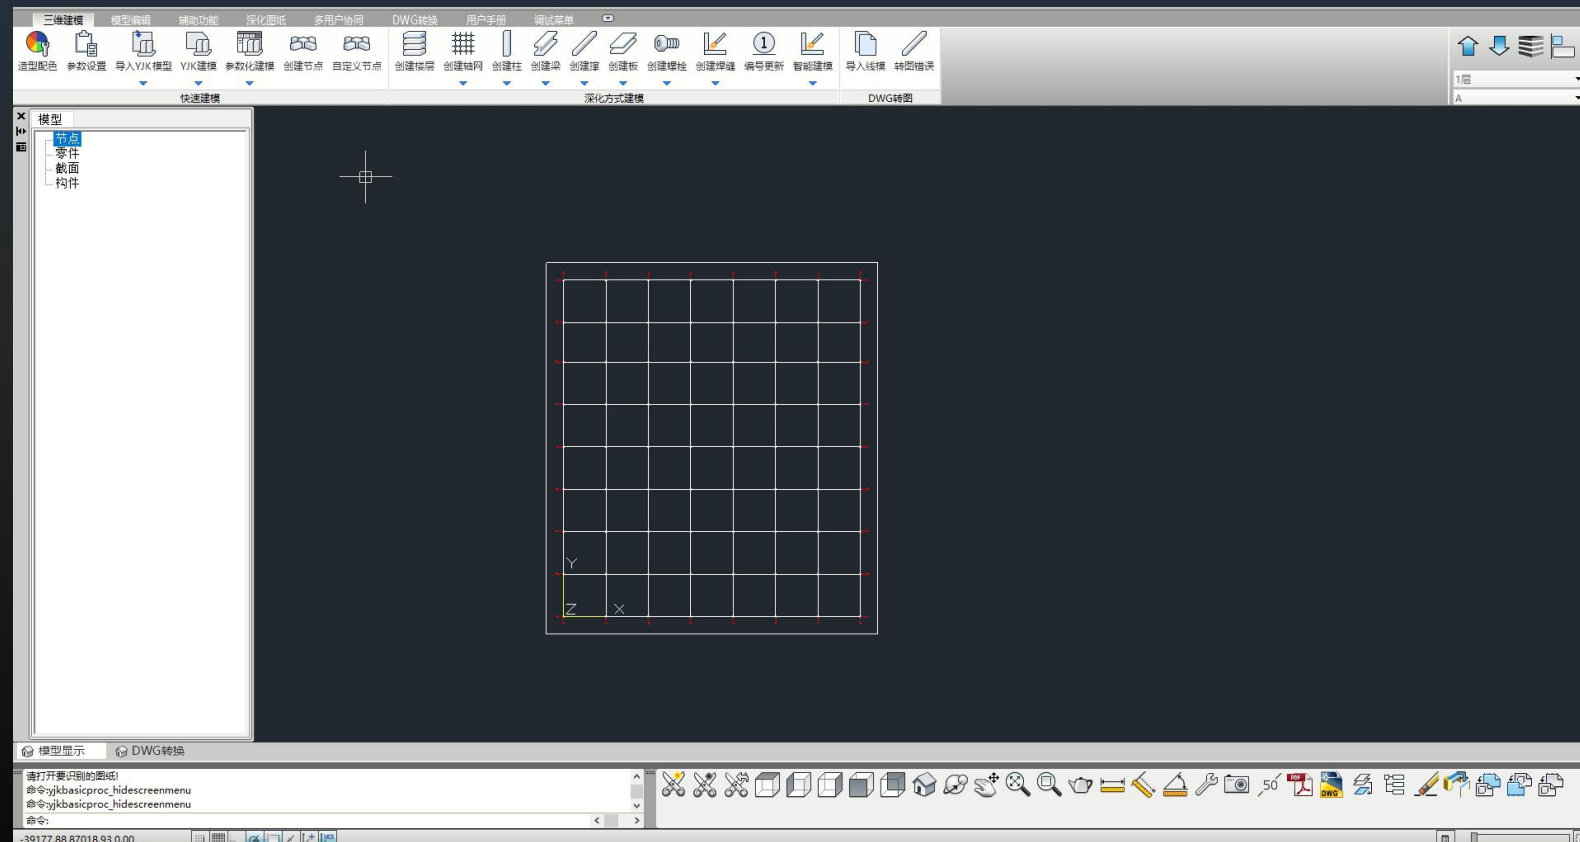 三维建模 模型编辑 辅助功能 深化图纸 多用户协同 DWG转换 用户手册 调试菜单
造型配色 参数设置 导入YJK模型 YJK建模 参数化建模 创建节点 自定义节点 创建楼层 创建轴网 创建柱 创建梁 创建撑 创建板 创建螺栓 创建焊缝 编号更新 智能建模 导入线模 转图错误
快速建模 深化方式建模 DWG转图
1层
A
模型
节点
零件
截面
构件
Y
Z X
模型显示 DWG转换
请打开要识别的图纸!
命令:yjkbasicproc_hidescreenmenu
命令:yjkbasicproc_hidescreenmenu
命令:
-39177.88,87018.93,0.00